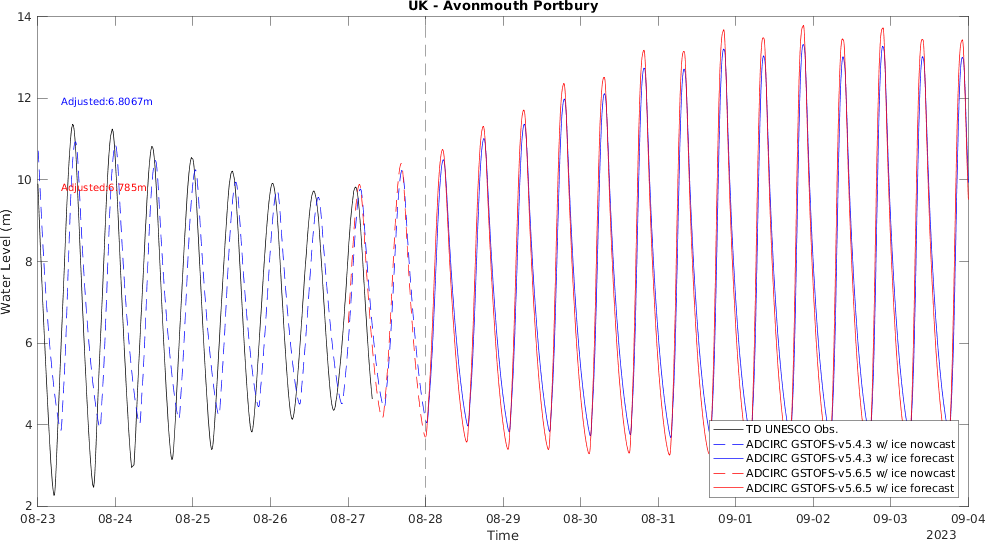 UK - Avonmouth Portbury
14
12
10
8
6
4
2
Water Level (m)
Adjusted:6.8067m
Adjusted:6.785m
TD UNESCO Obs.
ADCIRC GSTOFS-v5.4.3 w/ ice nowcast
ADCIRC GSTOFS-v5.4.3 w/ ice forecast
ADCIRC GSTOFS-v5.6.5 w/ ice nowcast
ADCIRC GSTOFS-v5.6.5 w/ ice forecast
08-23 08-24 08-25 08-26 08-27 08-28 08-29 08-30 08-31 09-01 09-02 09-03 09-04
Time
2023